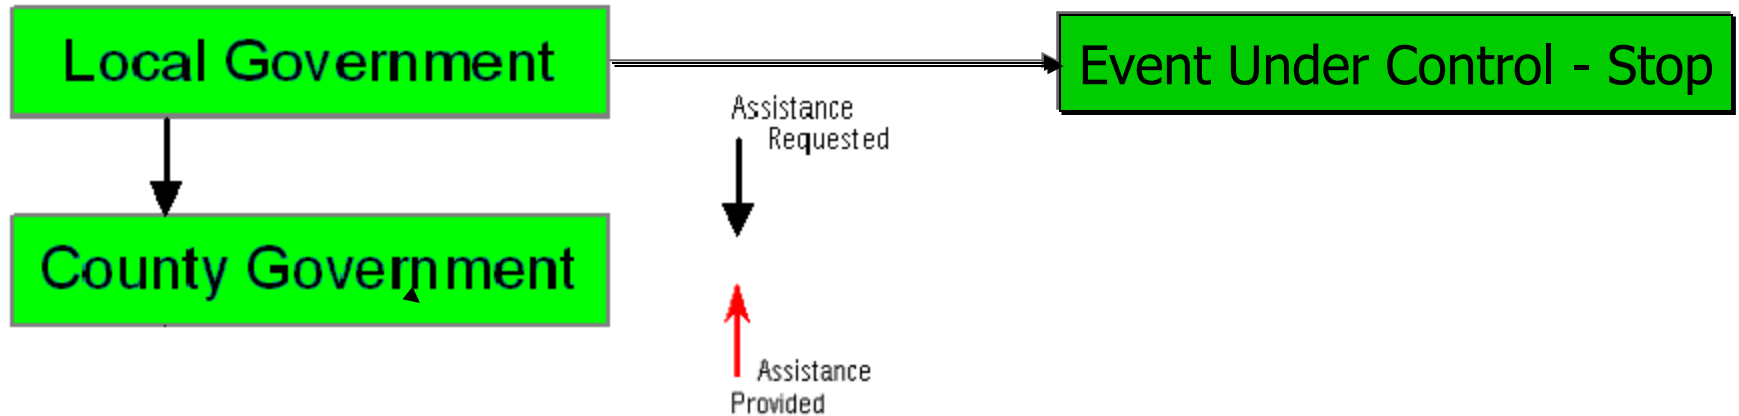 Local Government
Event Under Control - Stop
Assistance
Requested
County Government
Assistance
Provided